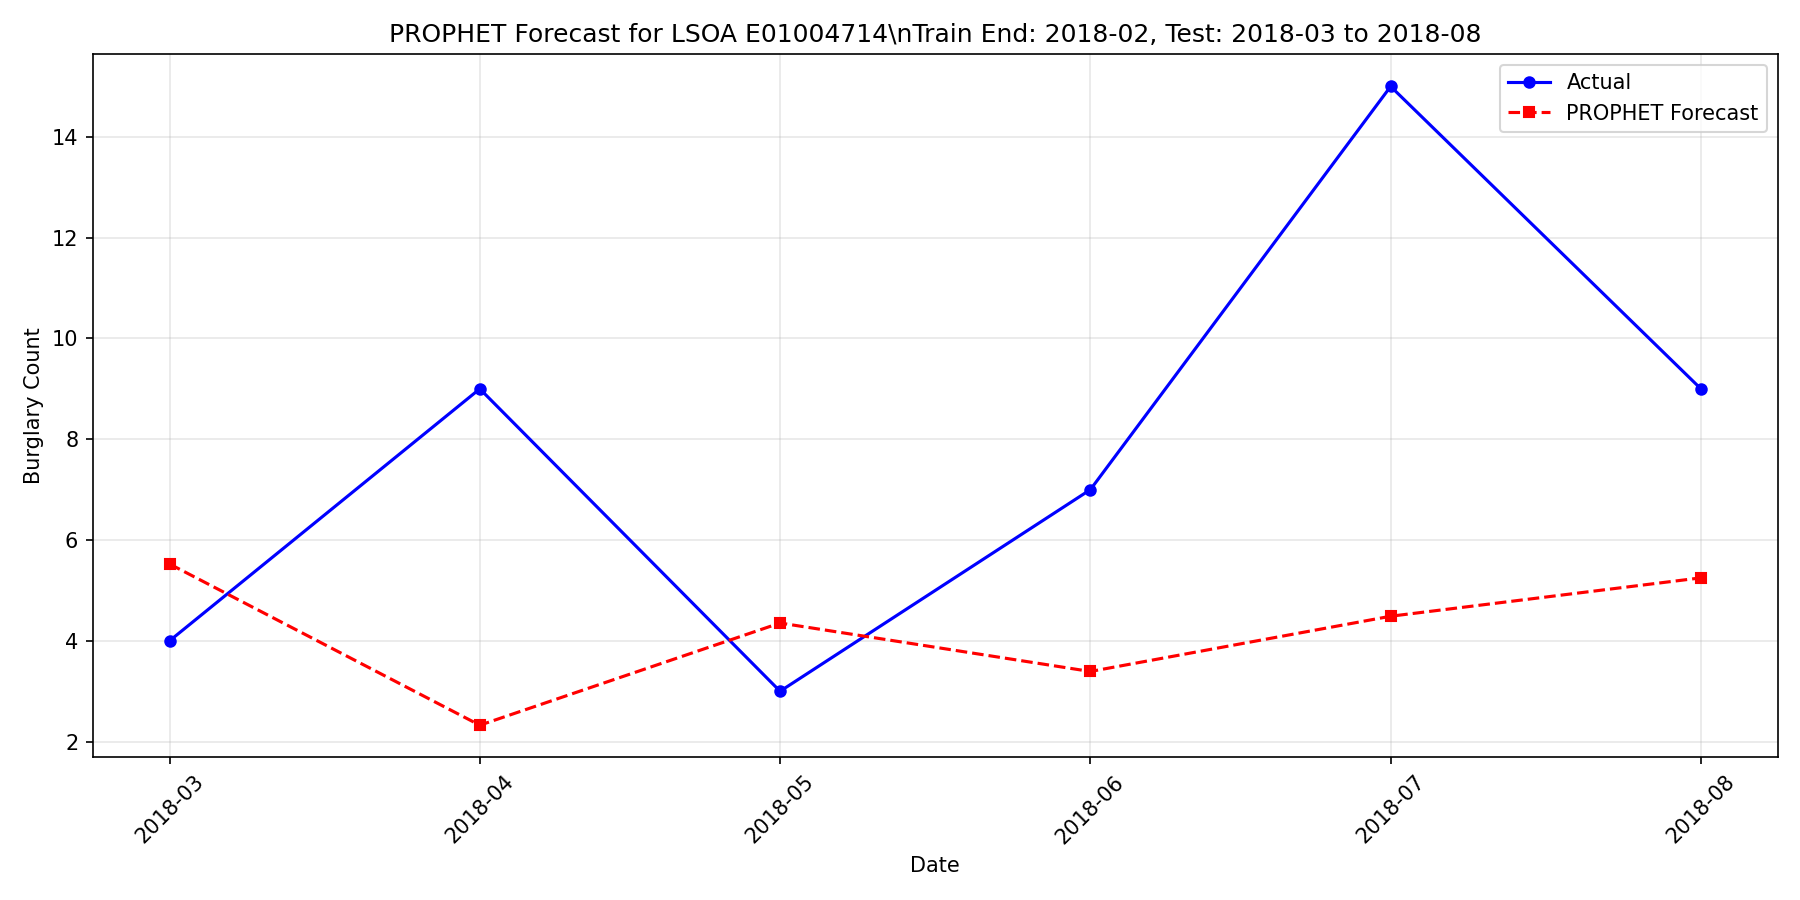 PROPHET Forecast for LSOA E01004714\nTrain End: 2018-02, Test: 2018-03 to 2018-08
Actual
PROPHET Forecast
Burglary Count
14
12
10
8
6
4
2
2018-03
2018-04
2018-05
2018-06
2018-07
2018-08
Date